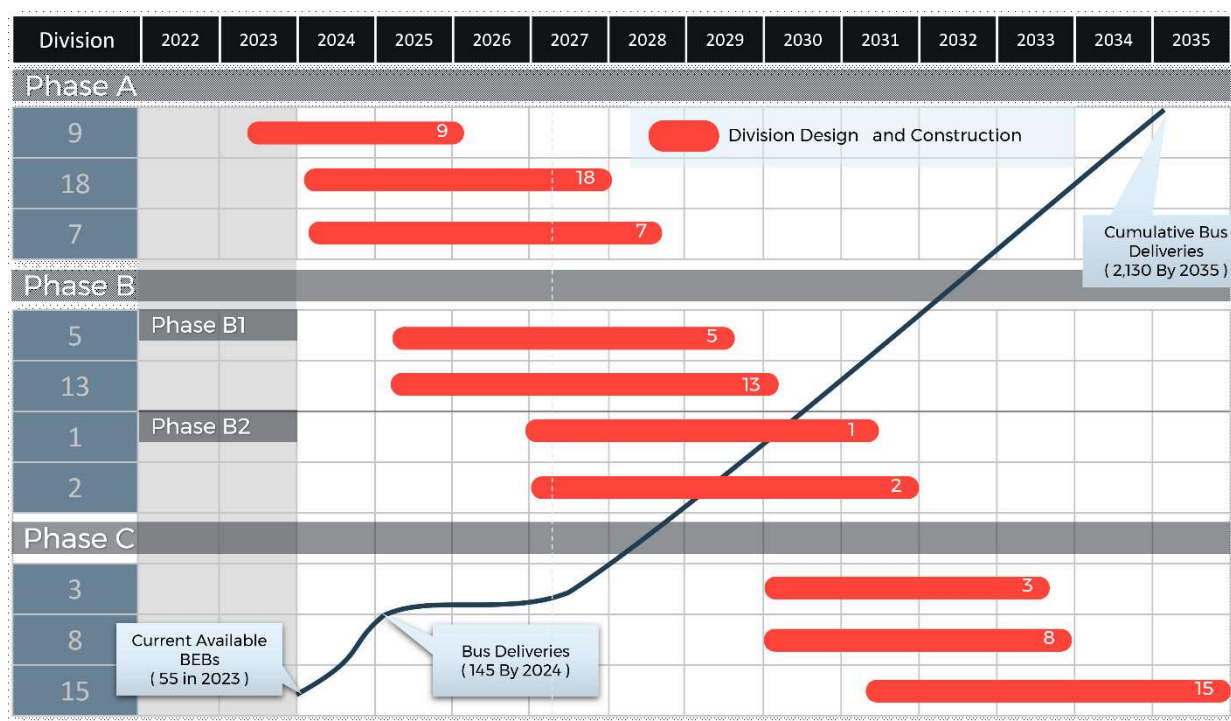 Division 2022 2023 2024 2025 2026 2027 2028 2029 2030 2031 2032 2033 2034 2035
Phase A
9 9
Division Design and Construction
18 18
7 7
Cumulative Bus
Deliveries
( 2,130 By 2035 )
Phase B
5 Phase B1 5
13 13
1 Phase B2 1
2 2
Phase C
3 3
8 8
Current Available
BEBs
( 55 in 2023 )
Bus Deliveries
( 145 By 2024 )
15 15